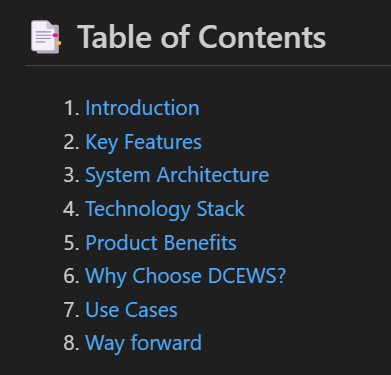 Table of Contents
1. Introduction
2. Key Features
3. System Architecture
4. Technology Stack
5. Product Benefits
6. Why Choose DCEWS?
7. Use Cases
8. Way forward